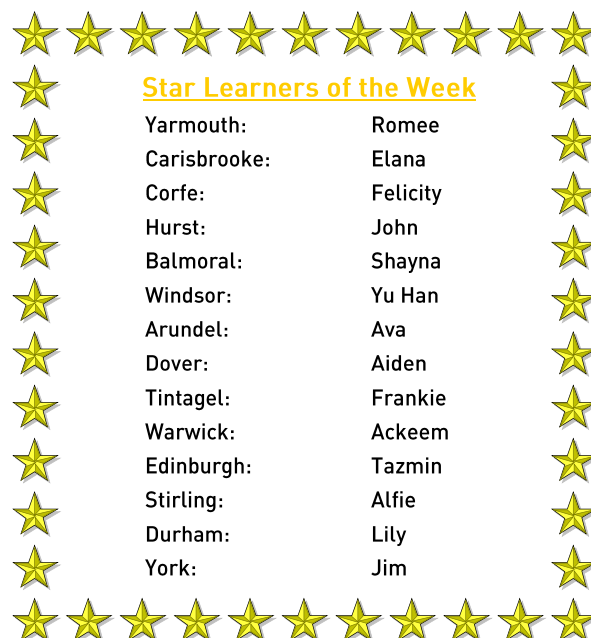 Star Learners of the Week
Yarmouth: Romee
Carisbrooke: Elana
Corfe: Felicity
Hurst: John
Balmoral: Shayna
Windsor: Yu Han
Arundel: Ava
Dover: Aiden
Tintagel: Frankie
Warwick: Ackeem
Edinburgh: Tazmin
Stirling: Alfie
Durham: Lily
York: Jim